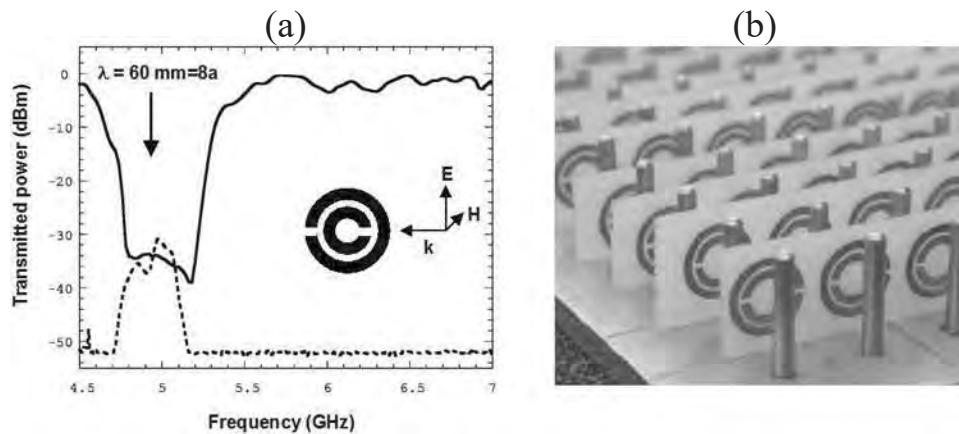 (a)
(b)
λ = 60 mm=8a
Transmitted power (dBm)
0
-10
-20
-30
-40
-50
E
H
k
4.5
5
5.5
6
6.5
7
Frequency (GHz)